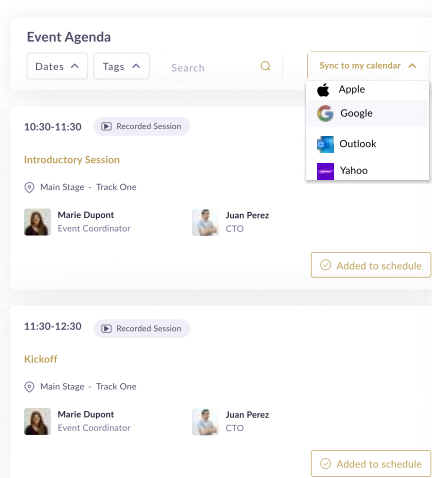 Event Agenda
Dates Tags Search Sync to my calendar
Apple
Google
Outlook
Yahoo
10:30-11:30 Recorded Session
Introductory Session
Main Stage - Track One
Marie Dupont Juan Perez
Event Coordinator CTO
Added to schedule
11:30-12:30 Recorded Session
Kickoff
Main Stage - Track One
Marie Dupont Juan Perez
Event Coordinator CTO
Added to schedule